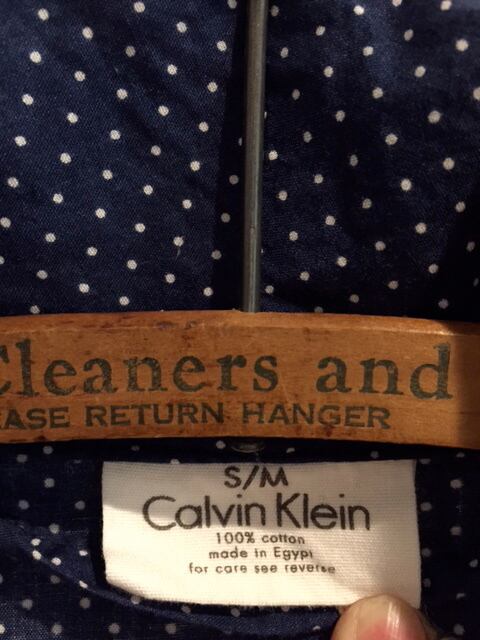 Cleaners and
EASE RETURN HANGER
S/M
Calvin Klein
100% cotton
made in Egypt
for care see reverse